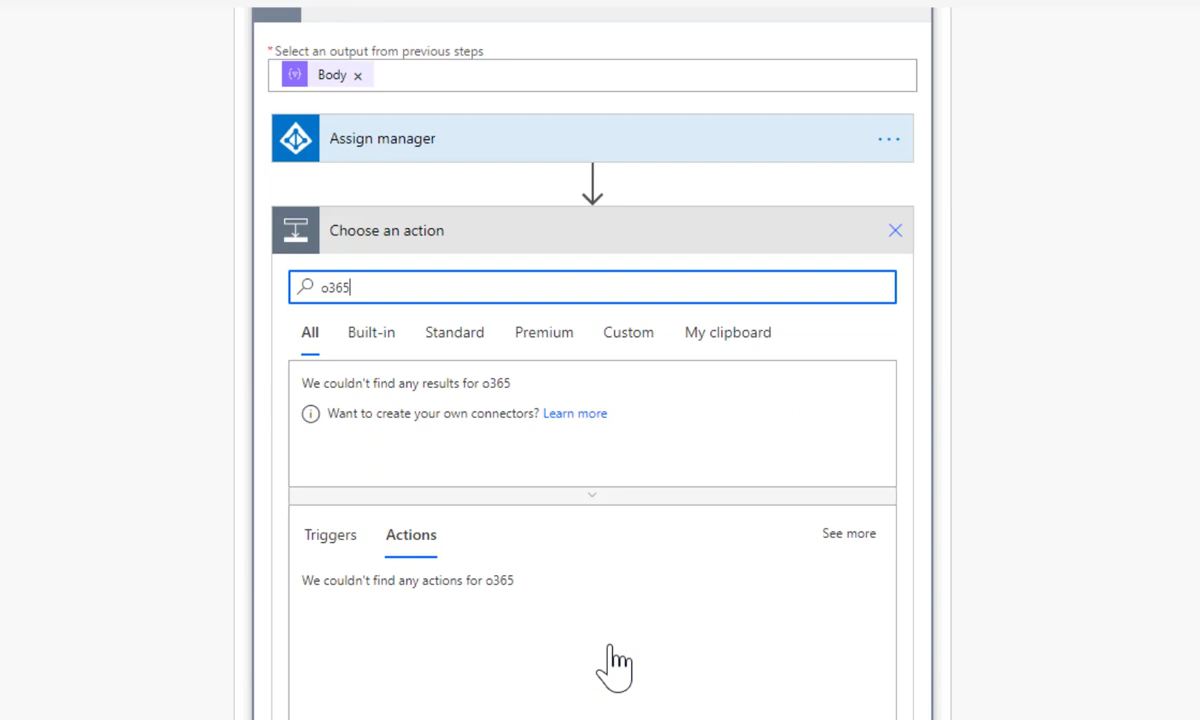 *Select an output from previous steps
Body
Assign manager
Choose an action
o365
All Built-in Standard Premium Custom My clipboard
We couldn't find any results for o365
Want to create your own connectors? Learn more
Triggers Actions See more
We couldn't find any actions for o365